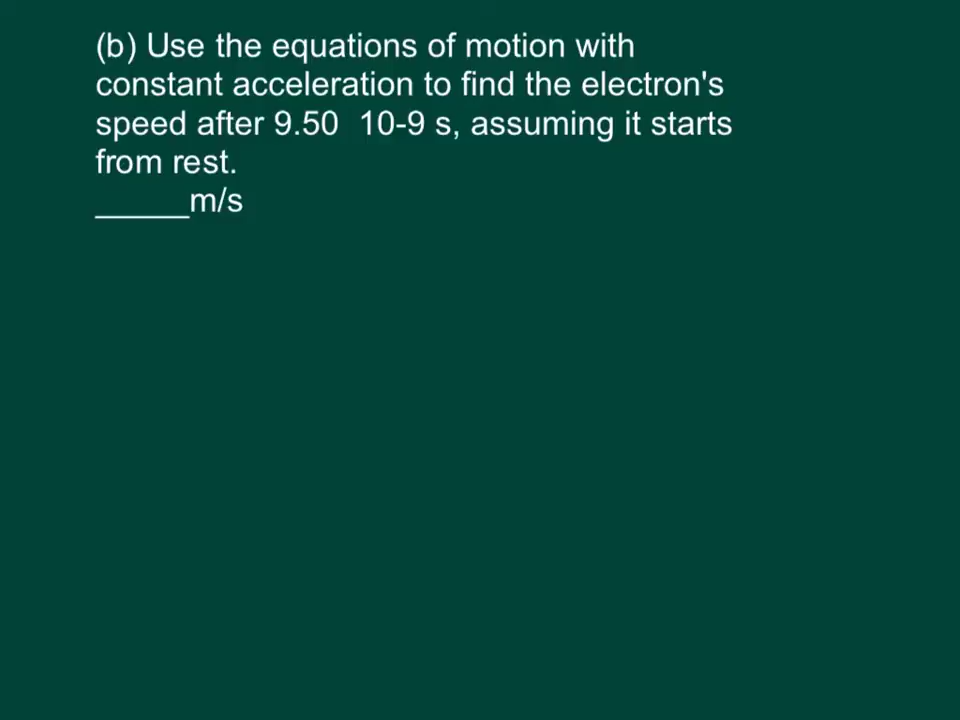 (b) Use the equations of motion with
constant acceleration to find the electron's
speed after 9.50  10-9 s, assuming it starts
from rest.
_____m/s